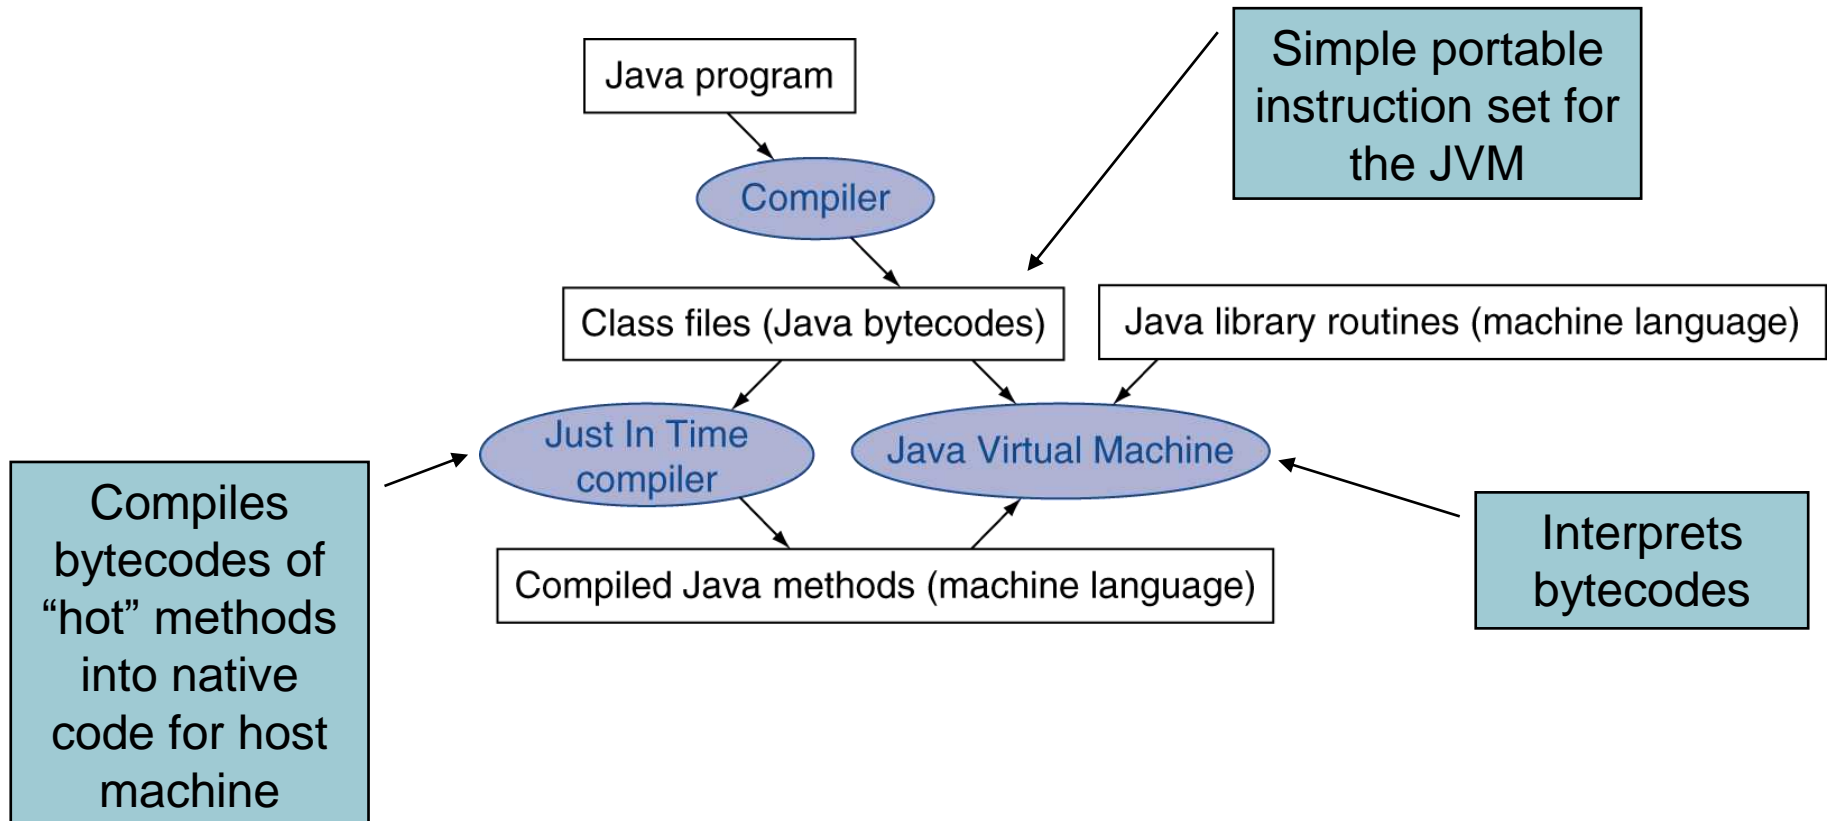 Java program
Simple portable
instruction set for
the JVM
Compiler
Class files (Java bytecodes)
Java library routines (machine language)
Just In Time
compiler
Java Virtual Machine
Compiles
bytecodes of
“hot” methods
into native
code for host
machine
Compiled Java methods (machine language)
Interprets
bytecodes